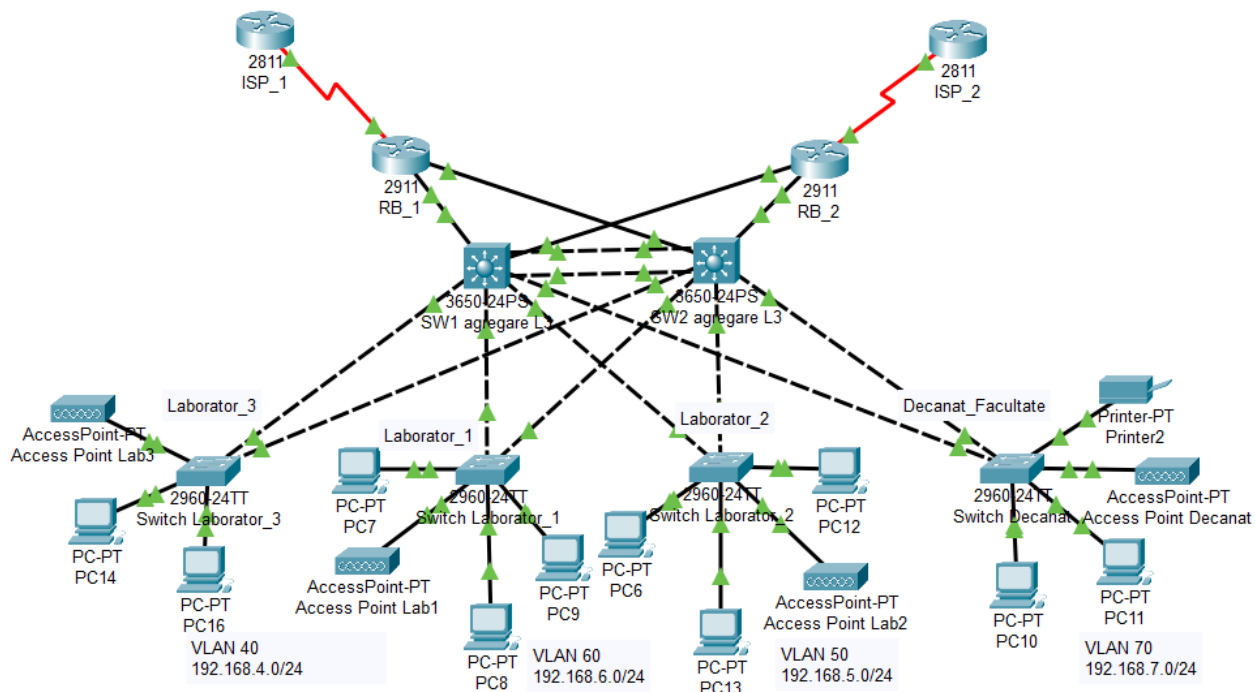 2811
ISP_1
2811
ISP_2
2911
RB_1
2911
RB_2
3650-24PS
SW1 agregare L3
3650-24PS
SW2 agregare L3
Laborator_3
AccessPoint-PT
Access Point Lab3
2960-24TT
Switch Laborator_3
PC-PT
PC14
PC-PT
PC16
VLAN 40
192.168.4.0/24
Laborator_1
PC-PT
PC7
2960-24TT
Switch Laborator_1
AccessPoint-PT
Access Point Lab1
PC-PT
PC9
PC-PT
PC8
VLAN 60
192.168.6.0/24
Laborator_2
2960-24TT
Switch Laborator_2
PC-PT
PC12
PC-PT
PC6
AccessPoint-PT
Access Point Lab2
PC-PT
PC13
VLAN 50
192.168.5.0/24
Decanat_Facultate
Printer-PT
Printer2
2960-24TT
Switch Decanat
AccessPoint-PT
Access Point Decanat
PC-PT
PC10
PC-PT
PC11
VLAN 70
192.168.7.0/24